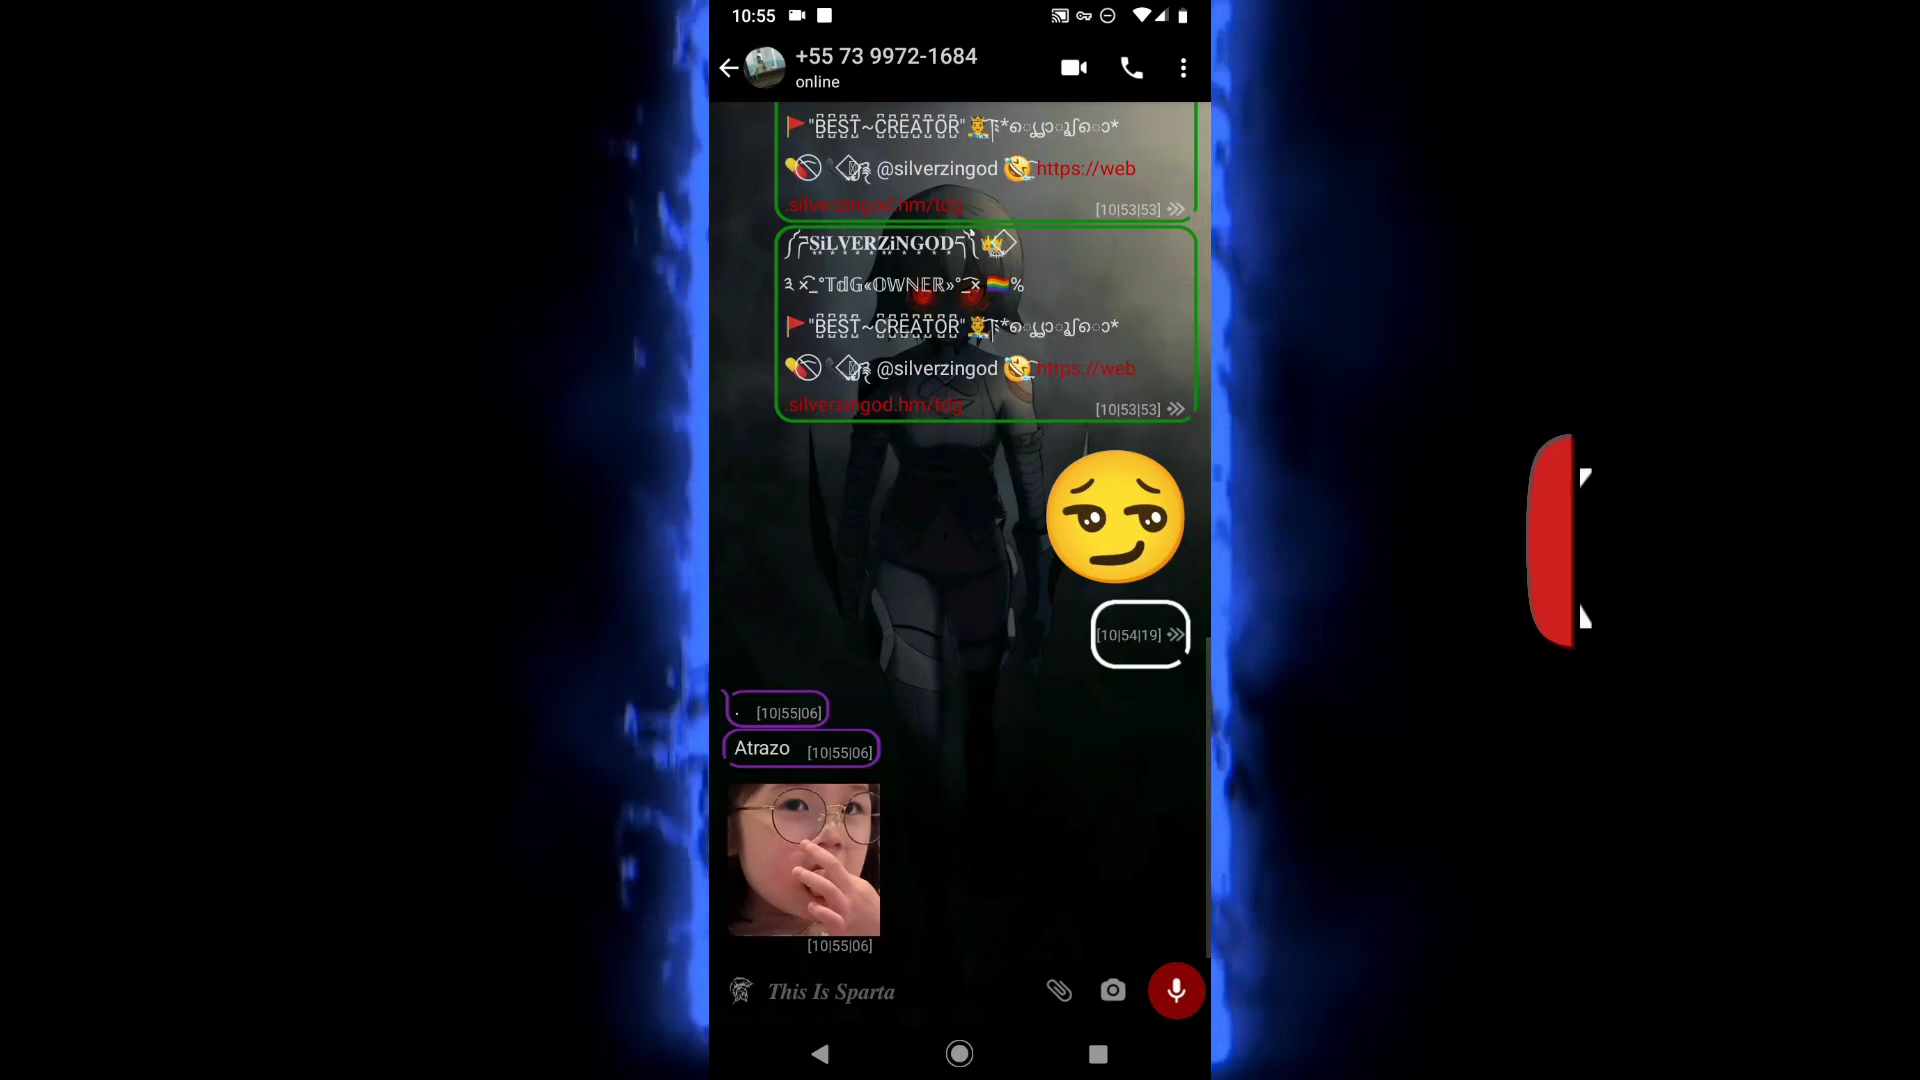 10:55
+55 73 9972-1684
online
"BEST~CREATOR"
@silverzingod https://web
.silverzingod.hm/tdg [10|53|53]
SiLVERZiNGOD
°TdG«OWNER»° %
"BEST~CREATOR"
@silverzingod https://web
.silverzingod.hm/tdg [10|53|53]
[10|54|19]
. [10|55|06]
Atrazo [10|55|06]
[10|55|06]
This Is Sparta